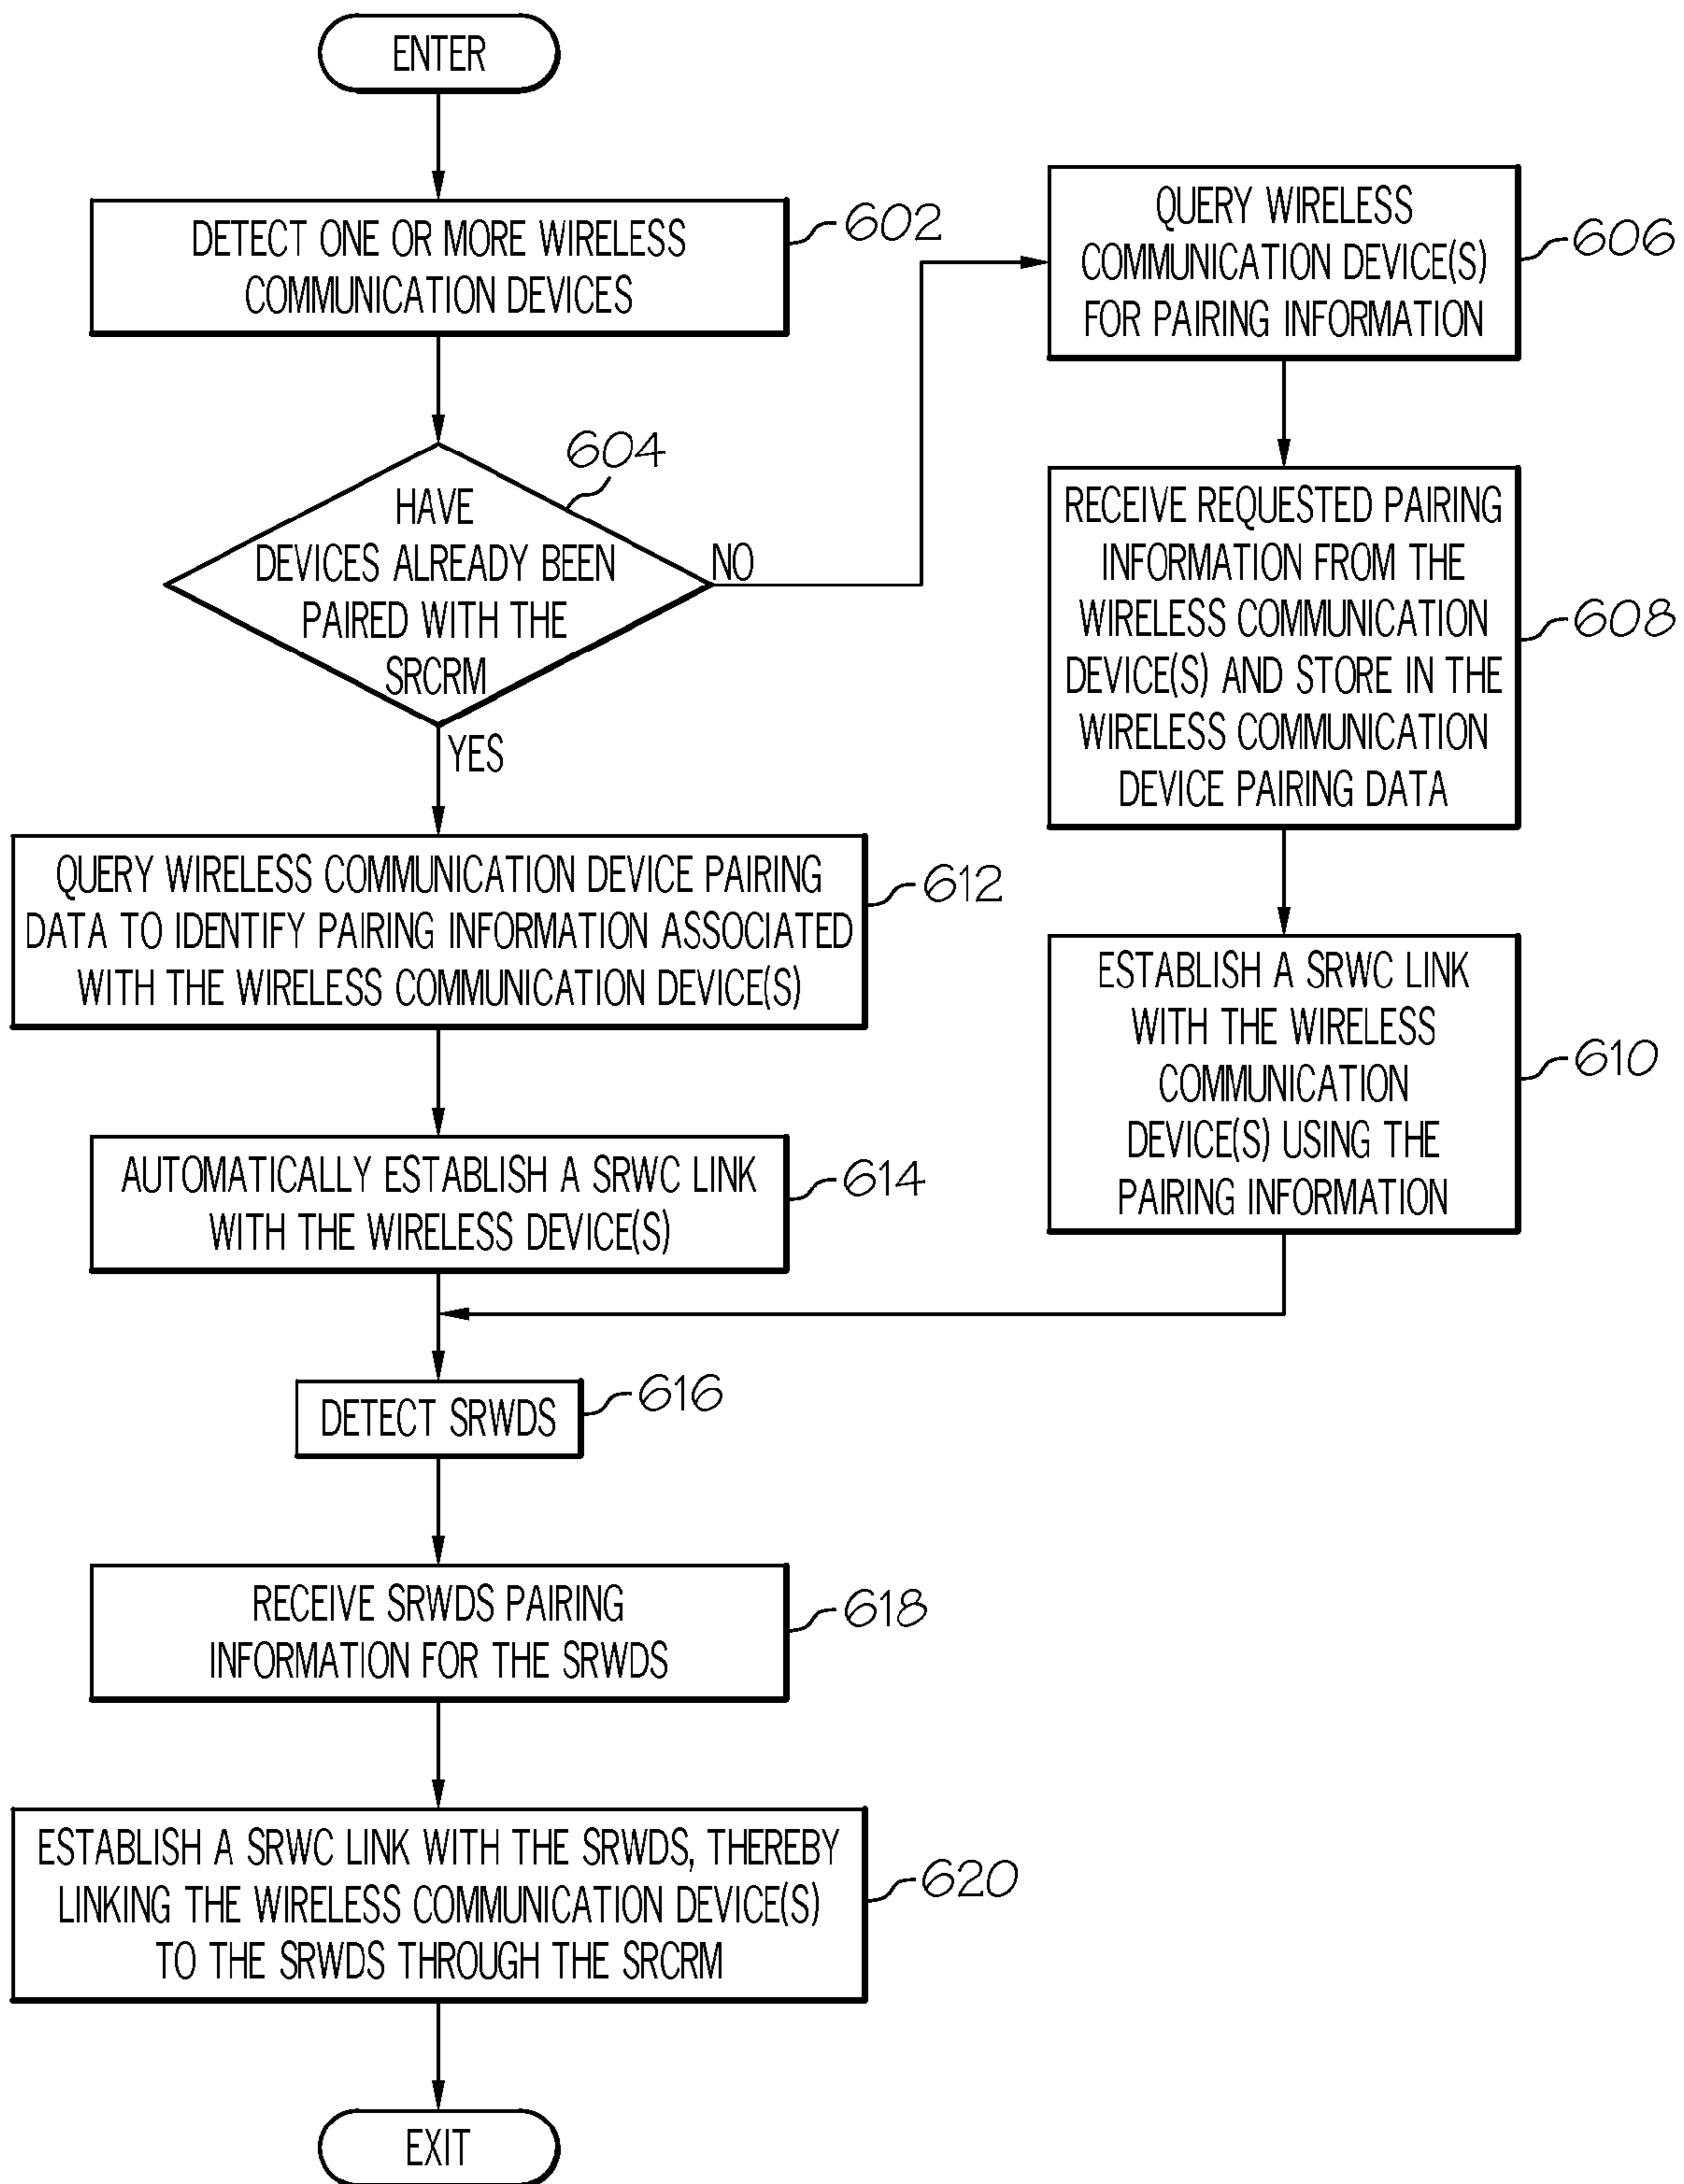 ENTER
DETECT ONE OR MORE WIRELESS
COMMUNICATION DEVICES
602
604
HAVE
DEVICES ALREADY BEEN
PAIRED WITH THE
SRCRM
NO
YES
QUERY WIRELESS
COMMUNICATION DEVICE(S)
FOR PAIRING INFORMATION
606
RECEIVE REQUESTED PAIRING
INFORMATION FROM THE
WIRELESS COMMUNICATION
DEVICE(S) AND STORE IN THE
WIRELESS COMMUNICATION
DEVICE PAIRING DATA
608
ESTABLISH A SRWC LINK
WITH THE WIRELESS
COMMUNICATION
DEVICE(S) USING THE
PAIRING INFORMATION
610
QUERY WIRELESS COMMUNICATION DEVICE PAIRING
DATA TO IDENTIFY PAIRING INFORMATION ASSOCIATED
WITH THE WIRELESS COMMUNICATION DEVICE(S)
612
AUTOMATICALLY ESTABLISH A SRWC LINK
WITH THE WIRELESS DEVICE(S)
614
DETECT SRWDS
616
RECEIVE SRWDS PAIRING
INFORMATION FOR THE SRWDS
618
ESTABLISH A SRWC LINK WITH THE SRWDS, THEREBY
LINKING THE WIRELESS COMMUNICATION DEVICE(S)
TO THE SRWDS THROUGH THE SRCRM
620
EXIT